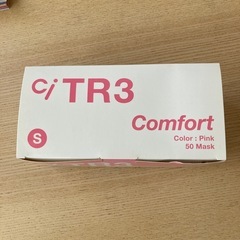 Ci TR3
Comfort
Color : Pink
50 Mask
S